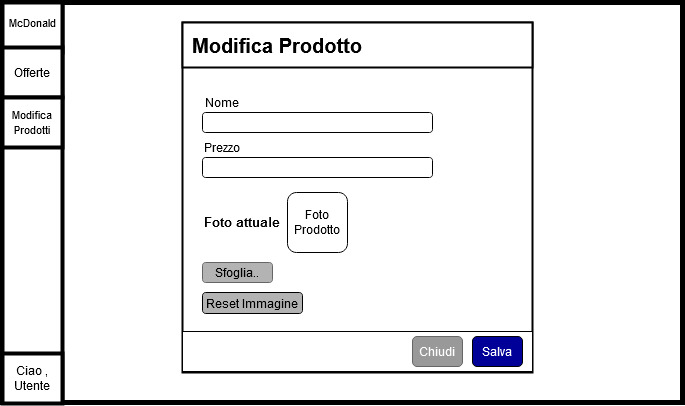 McDonald
Offerte
Modifica
Prodotti
Ciao ,
Utente
Modifica Prodotto
Nome
Prezzo
Foto attuale
Foto
Prodotto
Sfoglia..
Reset Immagine
Chiudi
Salva